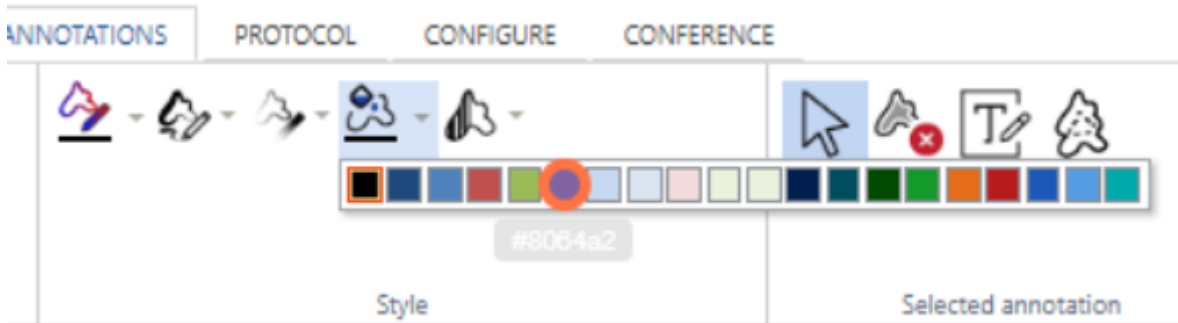 ANNOTATIONS PROTOCOL CONFIGURE CONFERENCE
T
#8064a2
Style Selected annotation